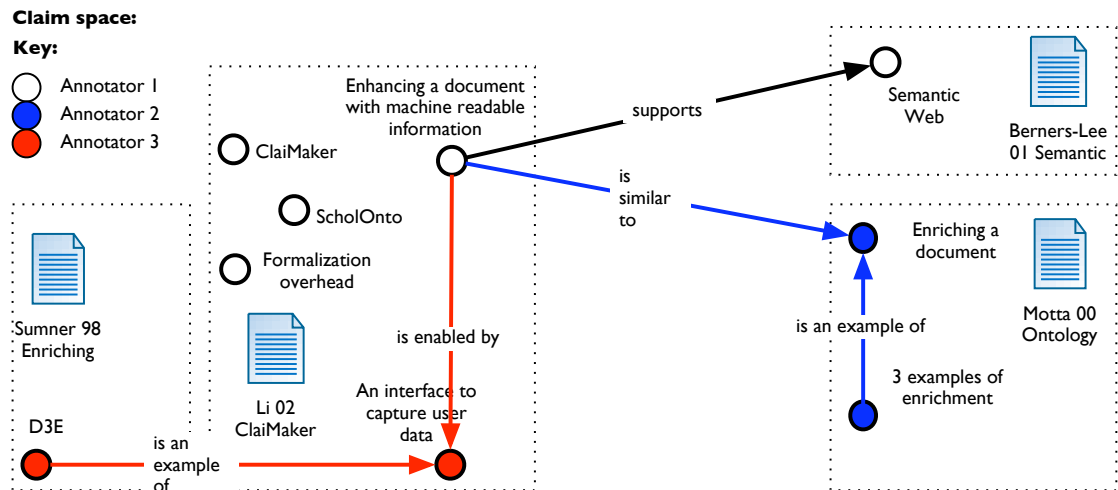 Claim space:
Key:
Annotator 1
Annotator 2
Annotator 3
Enhancing a document
with machine readable
information
ClaiMaker
ScholOnto
Formalization
overhead
Li 02
ClaiMaker
is enabled by
An interface to
capture user
data
Sumner 98
Enriching
D3E
is an
example
of
supports
is
similar
to
Semantic
Web
Berners-Lee
01 Semantic
Enriching a
document
Motta 00
Ontology
is an example of
3 examples of
enrichment